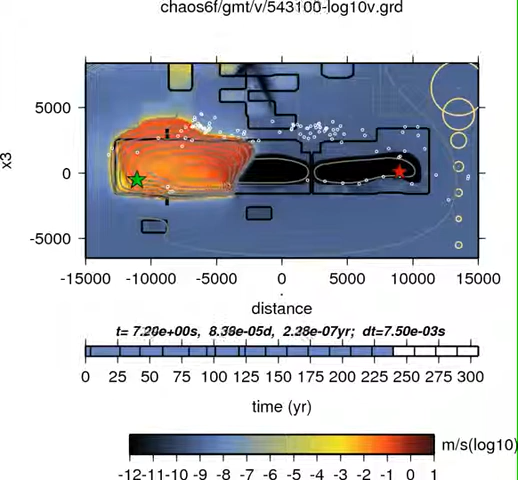 chaos6f/gmt/v/543100-log10v.grd
x3
5000
0
-5000
-15000 -10000 -5000 0 5000 10000 15000
distance
t= 7.20e+00s, 8.38e-05d, 2.28e-07yr; dt=7.50e-03s
0 25 50 75 100 125 150 175 200 225 250 275 300
time (yr)
m/s(log10)
-12 -11 -10 -9 -8 -7 -6 -5 -4 -3 -2 -1 0 1